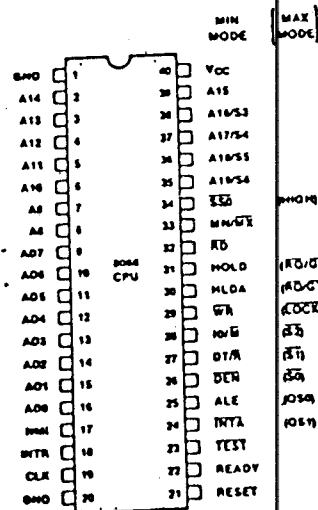 MIN MODE
MAX MODE
GND 1 40 VCC
A14 2 39 A15
A13 3 38 A16/S3
A12 4 37 A17/S4
A11 5 36 A18/S5
A10 6 35 A19/S6
A9 7 34 SS0 (HIGH)
A8 8 33 MN/MX
AD7 9 32 RD
AD6 10 31 HOLD (RQ/G
AD5 11 30 HLDA (RQ/G
AD4 12 29 WR (LOCK
AD3 13 28 IO/M (S2)
AD2 14 27 DT/R (S1)
AD1 15 26 DEN (S0)
AD0 16 25 ALE (QS0)
NMI 17 24 INTA (QS1)
INTR 18 23 TEST
CLK 19 22 READY
GND 20 21 RESET
CPU